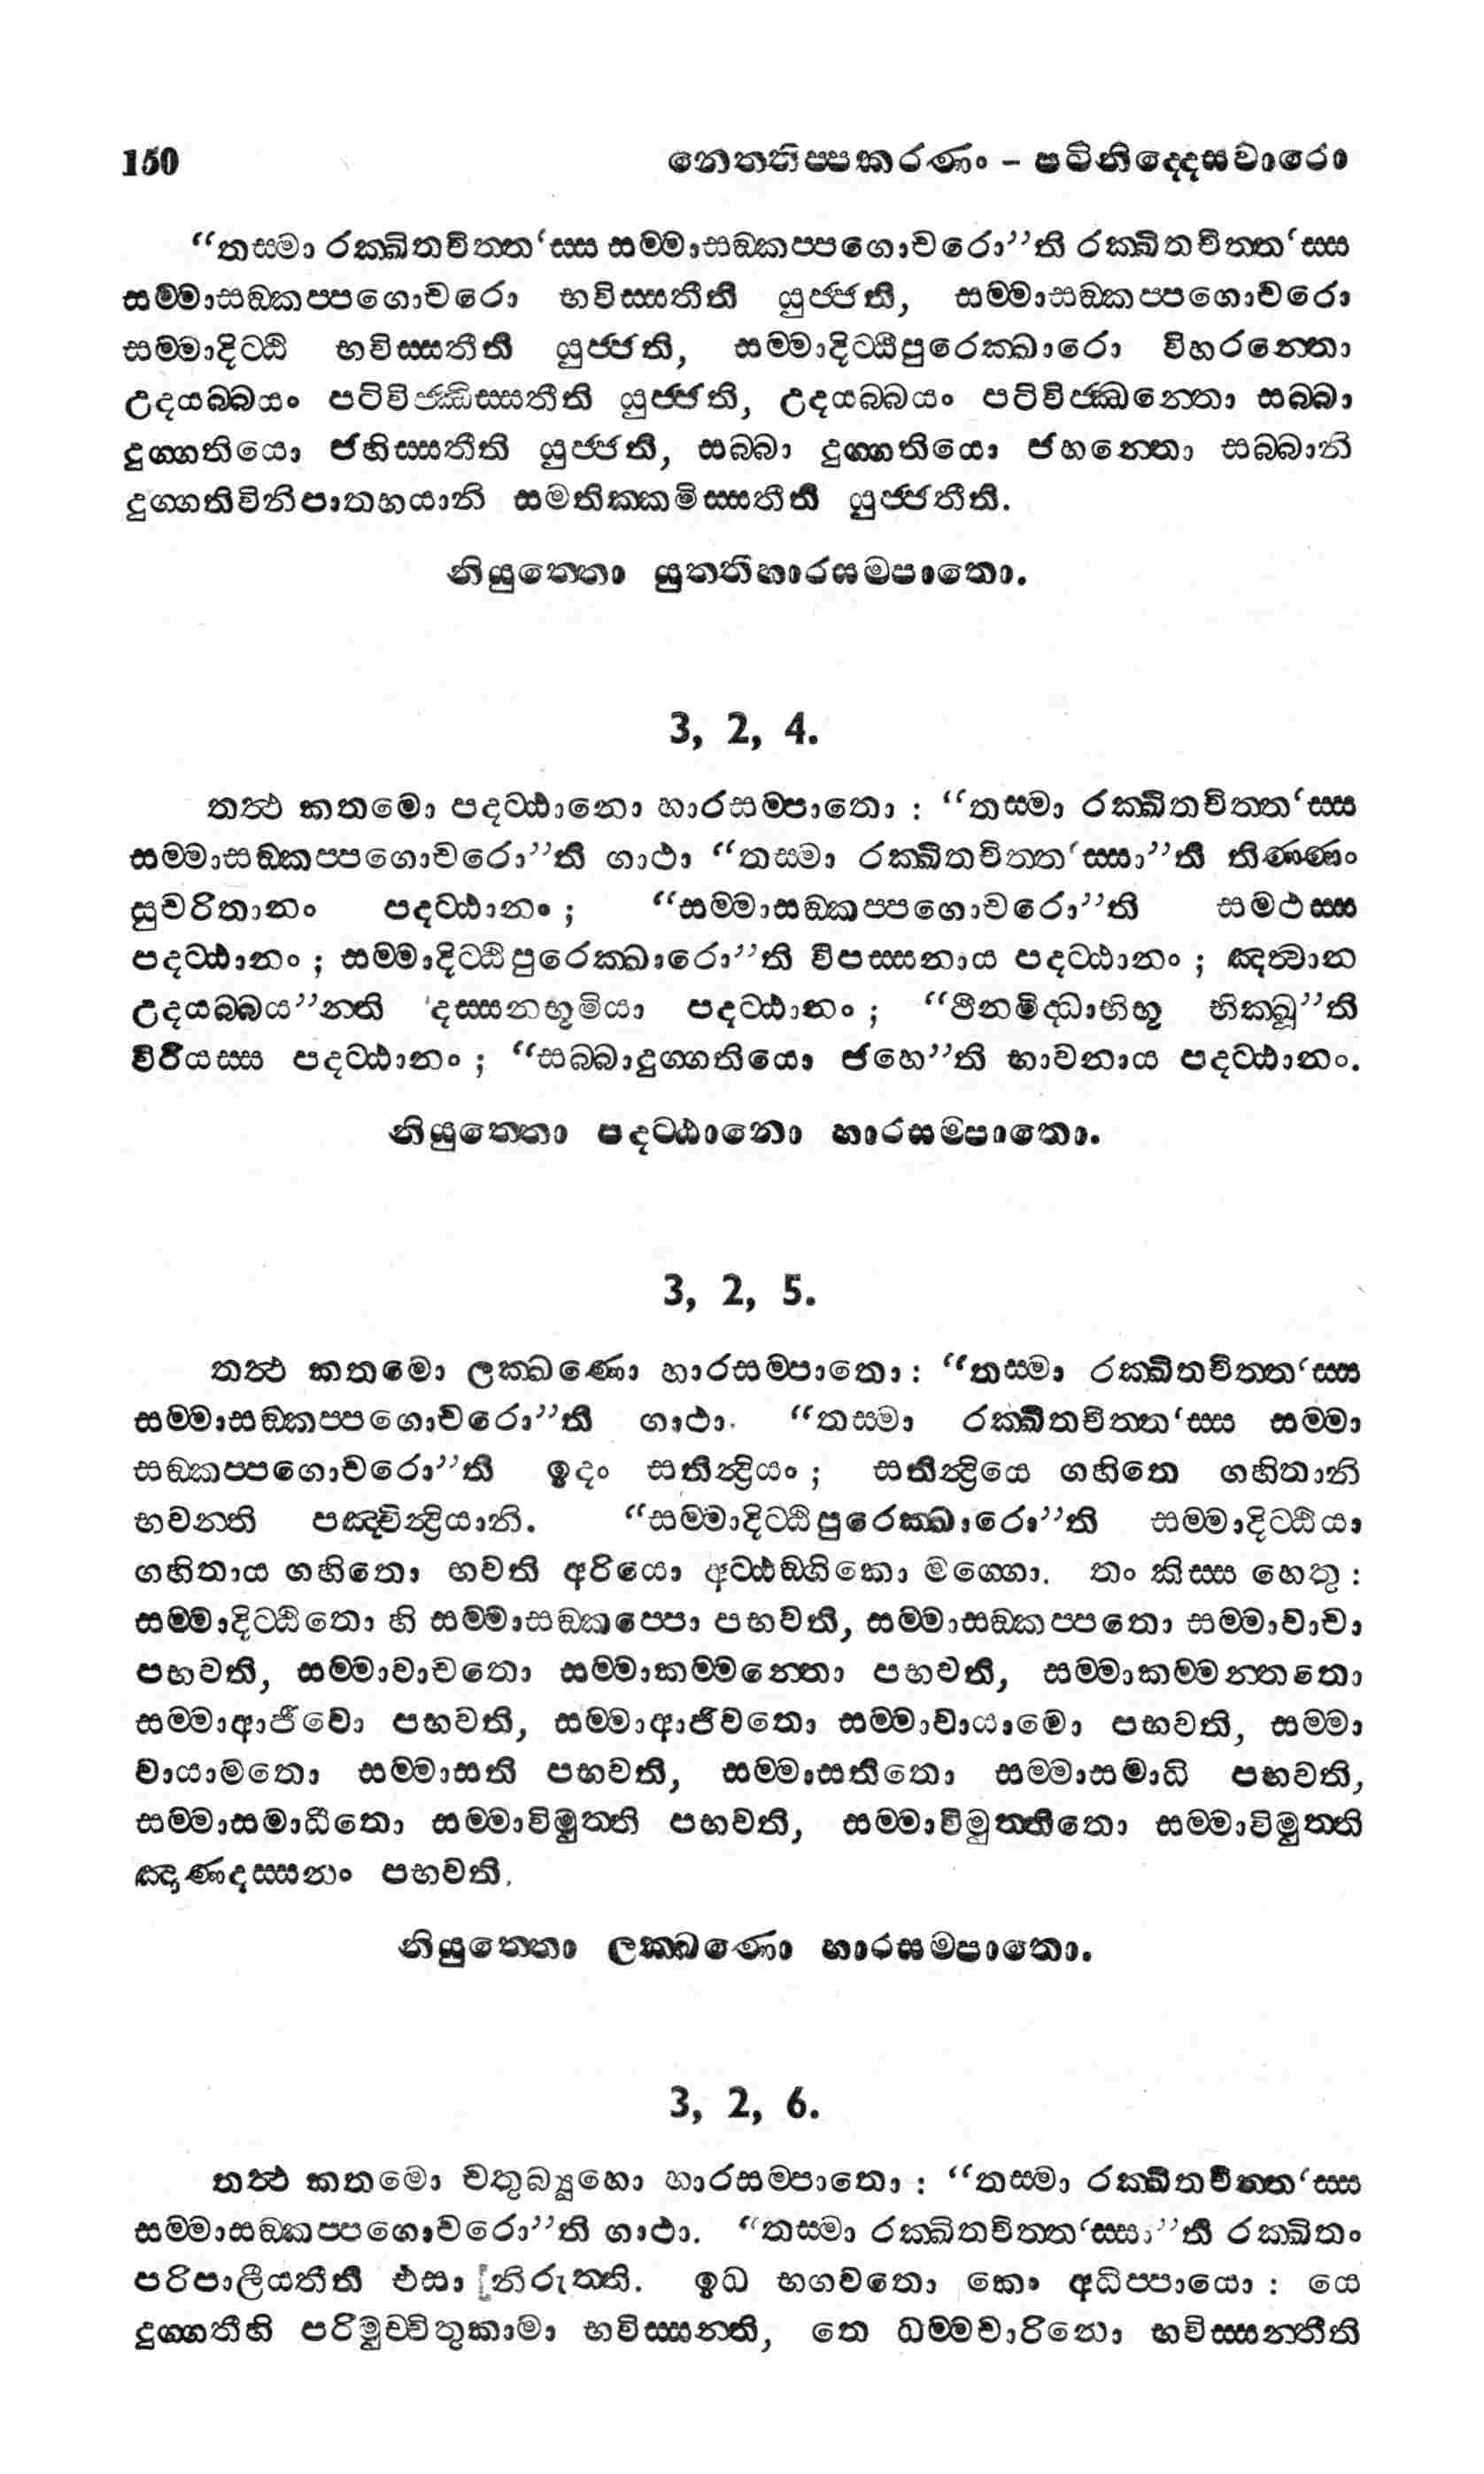 150 නෙත්තිප්පකරණං – පටිනිද්දෙසවාරො
“තස්මා රක්ඛිතචිත්ත‘ස්ස සම්මාසඞ්කප්පගොචරො”ති රක්ඛිතචිත්ත‘ස්ස
සම්මාසඞ්කප්පගොචරො භවිස්සතීති යුජ්ජති, සම්මාසඞ්කප්පගොචරො
සම්මාදිට්ඨි භවිස්සතීති යුජ්ජති, සම්මාදිට්ඨිපුරෙක්ඛාරො විහරන්තො
උදයබ්බයං පටිවිජ්ඣිස්සතීති යුජ්ජති, උදයබ්බයං පටිවිජ්ඣන්තො සබ්බා
දුග්ගතියො ජහිස්සතීති යුජ්ජති, සබ්බා දුග්ගතියො ජහන්තො සබ්බානි
දුග්ගතිවිනිපාතභයානි සමතික්කමිස්සතීති යුජ්ජතීති.
නියුත්තො යුත්තිහාරසම්පාතො.
3, 2, 4.
තත්ථ කතමො පදට්ඨානො හාරසම්පාතො : “තස්මා රක්ඛිතචිත්ත‘ස්ස
සම්මාසඞ්කප්පගොචරො”ති ගාථා “තස්මා රක්ඛිතචිත්ත‘ස්සා”ති තිණ්ණං
සුචරිතානං පදට්ඨානං ; “සම්මාසඞ්කප්පගොචරො”ති සමථස්ස
පදට්ඨානං ; සම්මාදිට්ඨිපුරෙක්ඛාරො”ති විපස්සනාය පදට්ඨානං ; ඤත්වාන
උදයබ්බය”න්ති ‘දස්සනභූමියා පදට්ඨානං ; “ථීනමිද්ධාභිභූ භික්ඛූ”ති
විරියස්ස පදට්ඨානං ; “සබ්බාදුග්ගතියො ජහෙ”ති භාවනාය පදට්ඨානං.
නියුත්තො පදට්ඨානො හාරසම්පාතො.
3, 2, 5.
තත්ථ කතමො ලක්ඛණො හාරසම්පාතො : “තස්මා රක්ඛිතචිත්ත‘ස්ස
සම්මාසඞ්කප්පගොචරො”ති ගාථා. “තස්මා රක්ඛිතචිත්ත‘ස්ස සම්මා
සඞ්කප්පගොචරො”ති ඉදං සතින්ද්‍රියං ; සතින්ද්‍රියෙ ගහිතෙ ගහිතානි
භවන්ති පඤ්චින්ද්‍රියානි. “සම්මාදිට්ඨිපුරෙක්ඛාරො”ති සම්මාදිට්ඨියා
ගහිතාය ගහිතො භවති අරියො අට්ඨඞ්ගිකො මග්ගො. තං කිස්ස හෙතු :
සම්මාදිට්ඨිතො හි සම්මාසඞ්කප්පො පභවති, සම්මාසඞ්කප්පතො සම්මාවාචා
පභවති, සම්මාවාචතො සම්මාකම්මන්තො පභවති, සම්මාකම්මන්තතො
සම්මාආජීවො පභවති, සම්මාආජීවතො සම්මාවායාමො පභවති, සම්මා
වායාමතො සම්මාසති පභවති, සම්මාසතිතො සම්මාසමාධි පභවති,
සම්මාසමාධිතො සම්මාවිමුත්ති පභවති, සම්මාවිමුත්තිතො සම්මාවිමුත්ති
ඤාණදස්සනං පභවති.
නියුත්තො ලක්ඛණො හාරසම්පාතො.
3, 2, 6.
තත්ථ කතමො චතුබ්‍යූහො හාරසම්පාතො : “තස්මා රක්ඛිතචිත්ත‘ස්ස
සම්මාසඞ්කප්පගොචරො”ති ගාථා. “තස්මා රක්ඛිතචිත්ත‘ස්සා”ති රක්ඛිතං
පරිපාලීයතීති එසා නිරුත්ති. ඉධ භගවතො කො අධිප්පායො : යෙ
දුග්ගතීහි පරිමුච්චිතුකාමා භවිස්සන්ති, තෙ ධම්මචාරිනො භවිස්සන්තීති